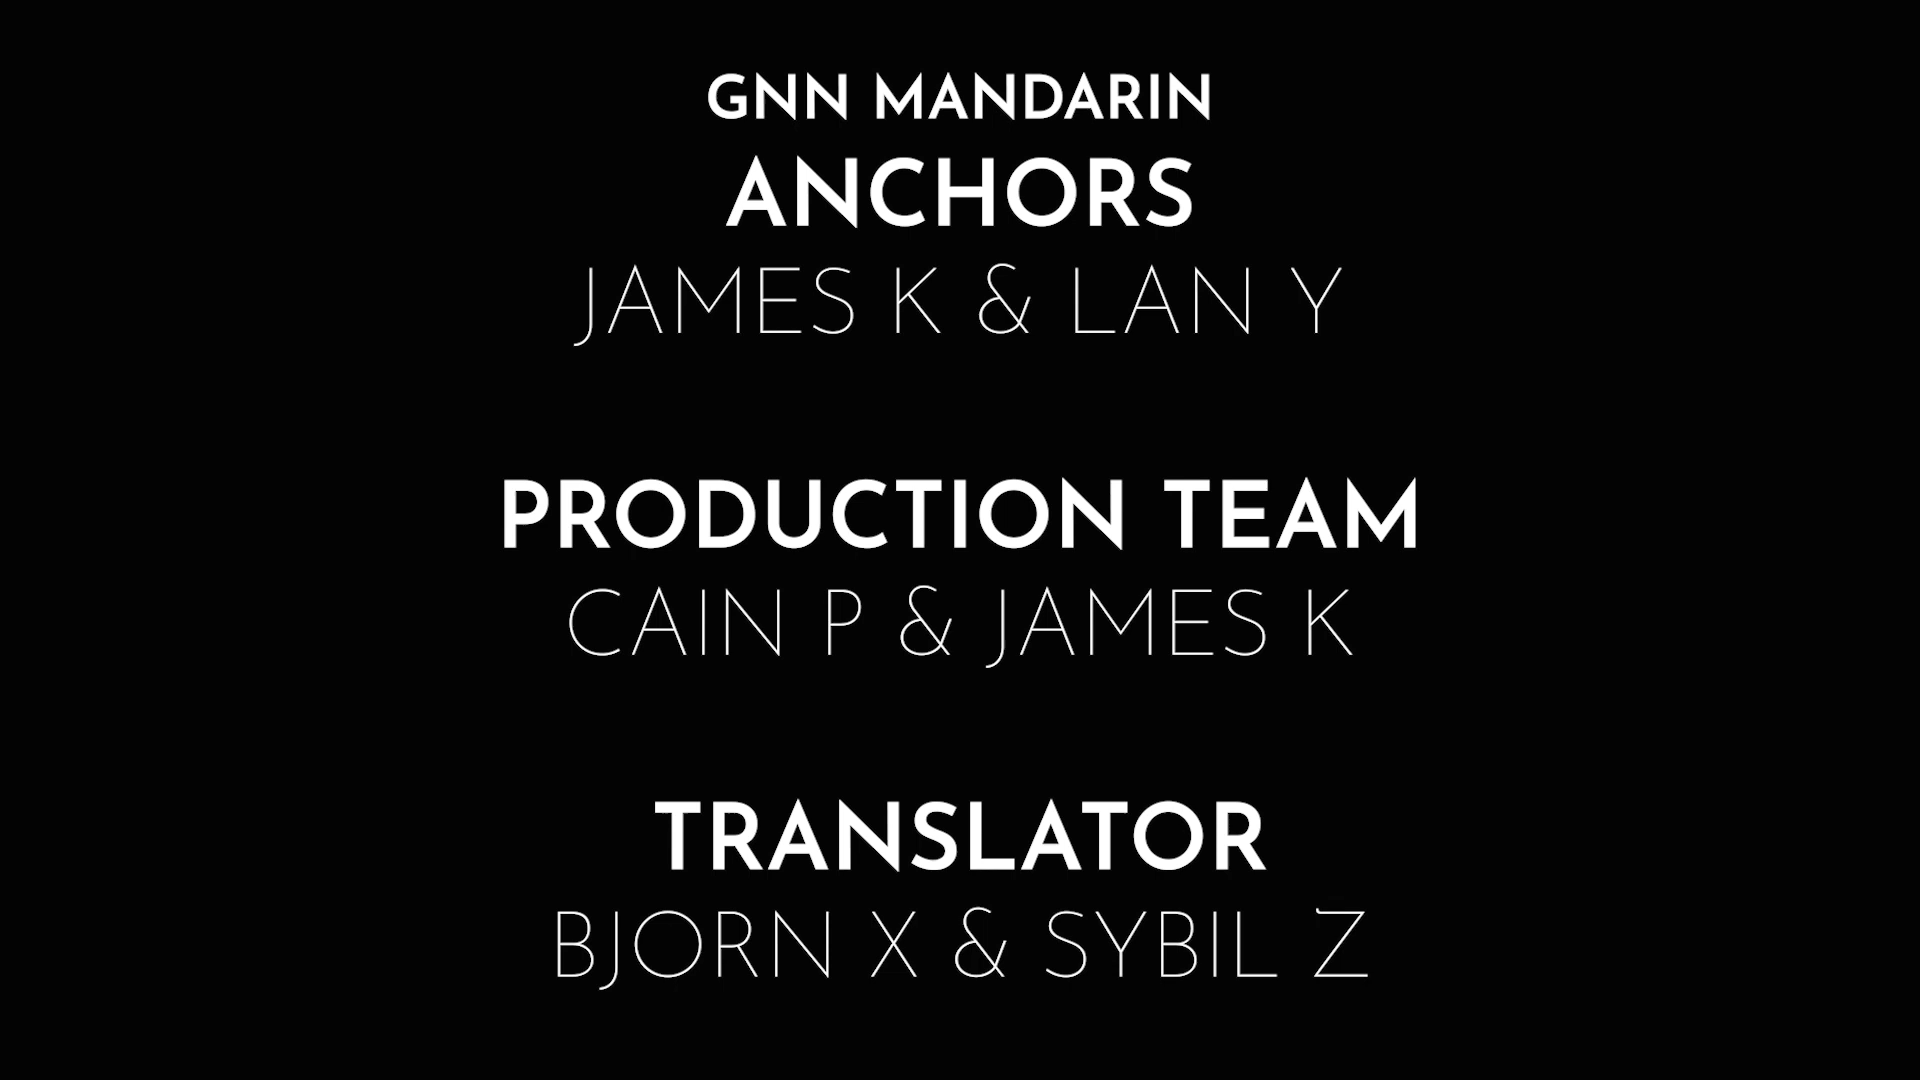 GNN MANDARIN
ANCHORS
JAMES K & LAN Y
PRODUCTION TEAM
CAIN P & JAMES K
TRANSLATOR
BJORN X & SYBIL Z